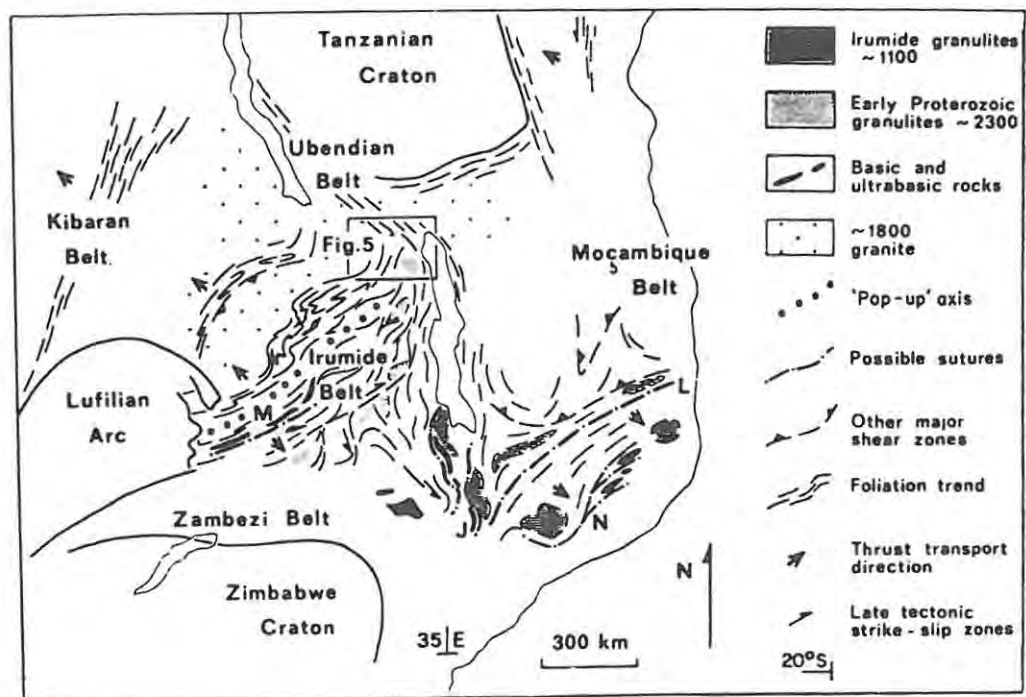 Tanzanian
Craton
Ubendian
Belt
Kibaran
Belt.
Fig.5
Moçambique
Belt
Irumide
Belt
Lufilian
Arc
M
L
J
N
Zambezi Belt
Zimbabwe
Craton
N
35 E
300 km
20°S
Irumide granulites
~1100
Early Proterozoic
granulites ~2300
Basic and
ultrabasic rocks
~1800
granite
'Pop-up' axis
Possible sutures
Other major
shear zones
Foliation trend
Thrust transport
direction
Late tectonic
strike-slip zones